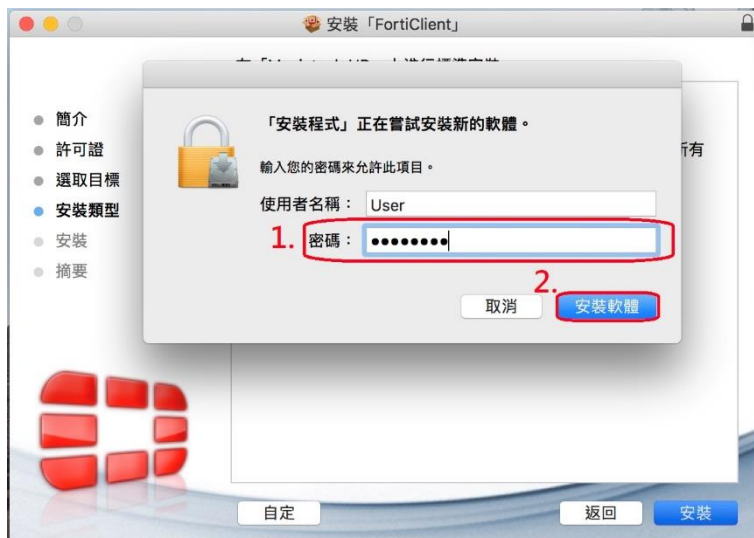 安裝「FortiClient」
「安裝程式」正在嘗試安裝新的軟體。
輸入您的密碼來允許此項目。
使用者名稱： User
1. 密碼： ••••••••
2.
取消 安裝軟體
所有
簡介
許可證
選取目標
安裝類型
安裝
摘要
自定 返回 安裝